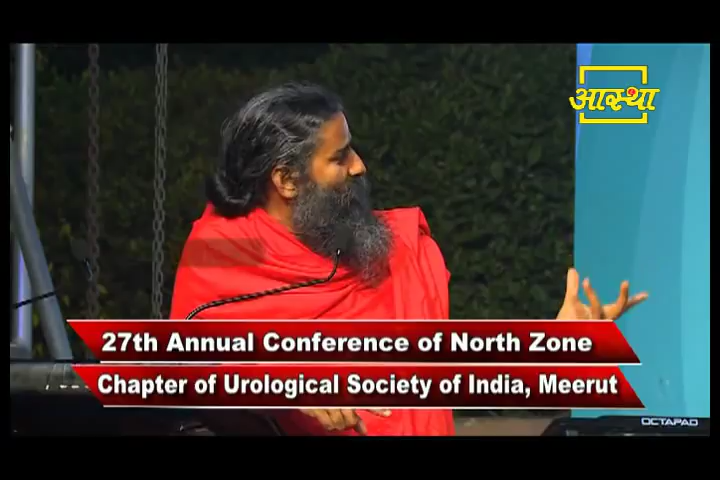 आस्था
27th Annual Conference of North Zone
Chapter of Urological Society of India, Meerut
OCTAPAD